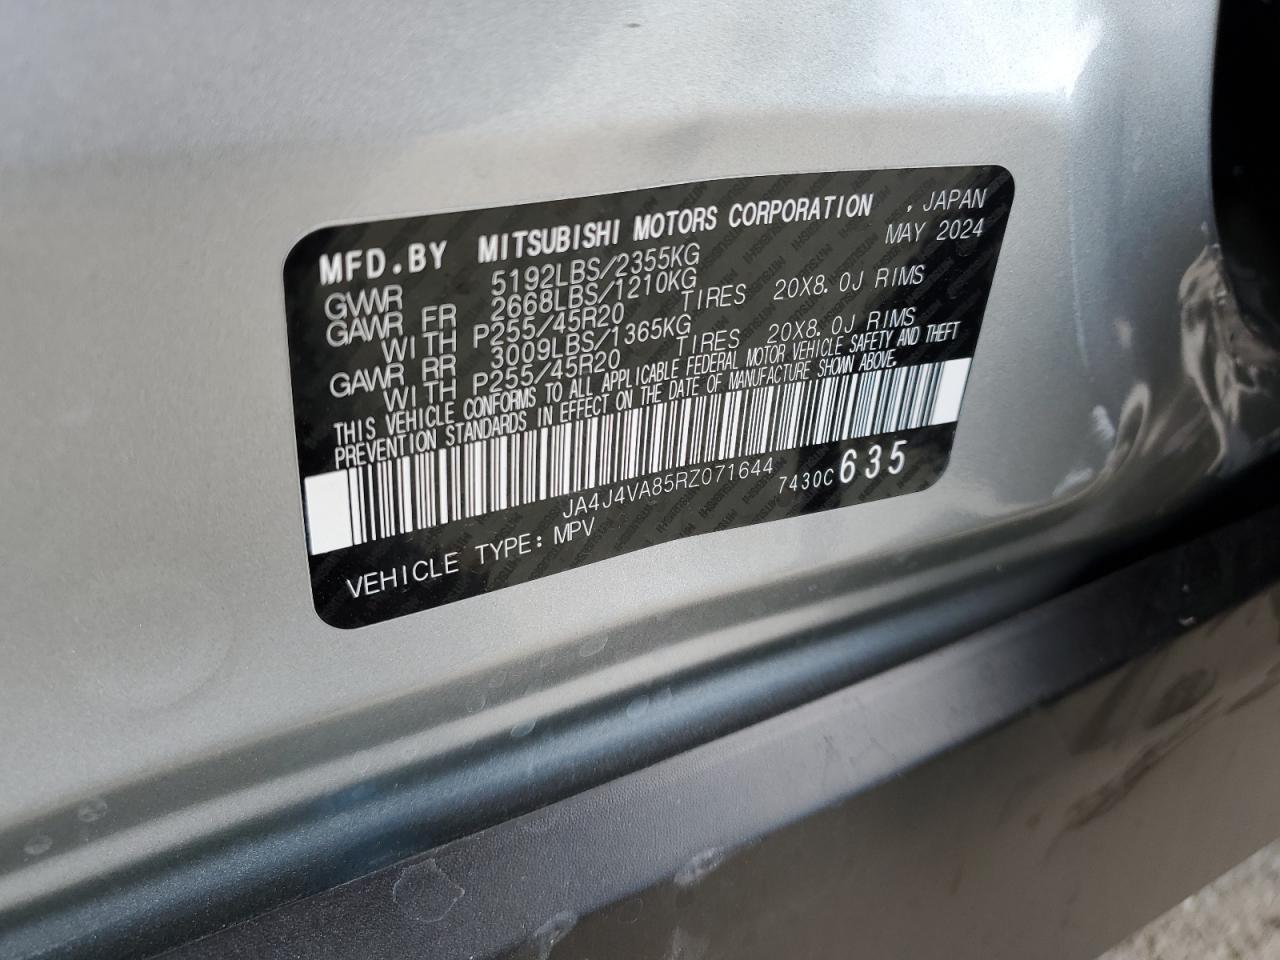 MFD.BY MITSUBISHI MOTORS CORPORATION , JAPAN
MAY 2024
GVWR 5192LBS/2355KG
GAWR FR 2668LBS/1210KG
WITH P255/45R20 TIRES 20X8.0J RIMS
GAWR RR 3009LBS/1365KG
WITH P255/45R20 TIRES 20X8.0J RIMS
THIS VEHICLE CONFORMS TO ALL APPLICABLE FEDERAL MOTOR VEHICLE SAFETY AND THEFT
PREVENTION STANDARDS IN EFFECT ON THE DATE OF MANUFACTURE SHOWN ABOVE.
JA4J4VA85RZ071644 7430C 635
VEHICLE TYPE: MPV